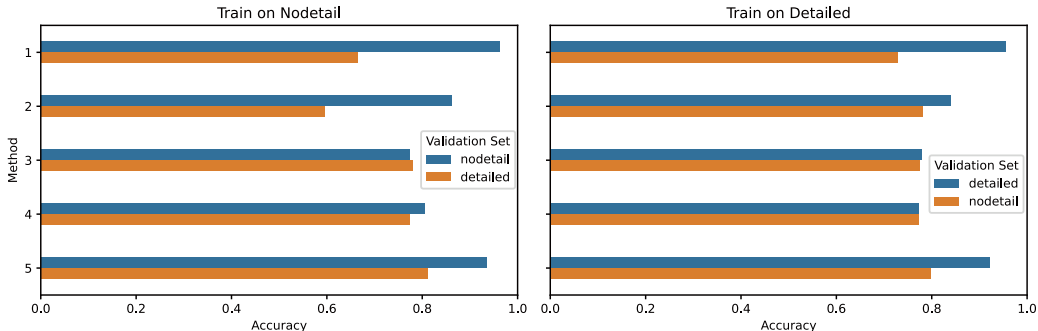 Train on Nodetail
Method
1
2
3
4
5
Validation Set
nodetail
detailed
0.0 0.2 0.4 0.6 0.8 1.0
Accuracy
Train on Detailed
Validation Set
detailed
nodetail
0.0 0.2 0.4 0.6 0.8 1.0
Accuracy